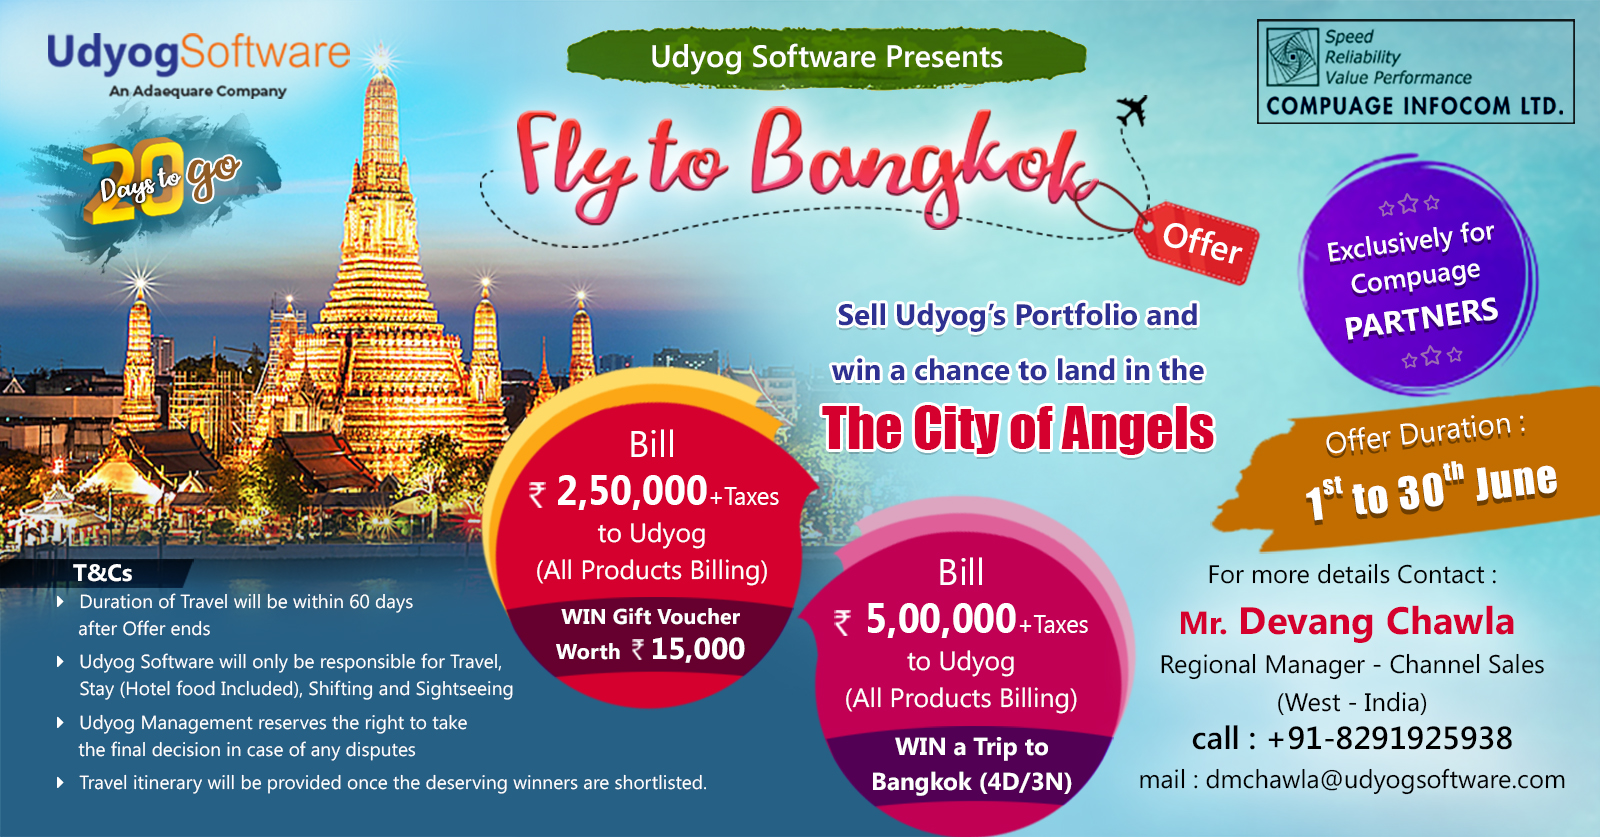 UdyogSoftware
An Adaequare Company
20
Days to go
Udyog Software Presents
Fly to Bangkok
Offer
Speed
Reliability
Value Performance
COMPUAGE INFOCOM LTD.
Exclusively for
Compuage
PARTNERS
Sell Udyog’s Portfolio and
win a chance to land in the
The City of Angels
Offer Duration :
1st to 30th June
Bill
₹ 2,50,000 +Taxes
to Udyog
(All Products Billing)
WIN Gift Voucher
Worth ₹ 15,000
Bill
₹ 5,00,000 +Taxes
to Udyog
(All Products Billing)
WIN a Trip to
Bangkok (4D/3N)
T&Cs
Duration of Travel will be within 60 days
after Offer ends
Udyog Software will only be responsible for Travel,
Stay (Hotel food Included), Shifting and Sightseeing
Udyog Management reserves the right to take
the final decision in case of any disputes
Travel itinerary will be provided once the deserving winners are shortlisted.
For more details Contact :
Mr. Devang Chawla
Regional Manager - Channel Sales
(West - India)
call : +91-8291925938
mail : dmchawla@udyogsoftware.com